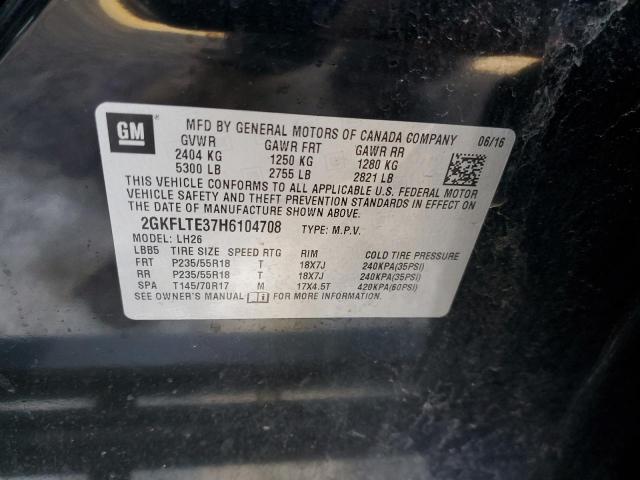 GM
MFD BY GENERAL MOTORS OF CANADA COMPANY 06/16
GVWR GAWR FRT GAWR RR
2404 KG 1250 KG 1280 KG
5300 LB 2755 LB 2821 LB
THIS VEHICLE CONFORMS TO ALL APPLICABLE U.S. FEDERAL MOTOR
VEHICLE SAFETY AND THEFT PREVENTION STANDARDS IN EFFECT ON
THE DATE OF MANUFACTURE SHOWN ABOVE.
2GKFLTE37H6104708 TYPE: M.P.V.
MODEL: LH26
LBB5 TIRE SIZE SPEED RTG RIM COLD TIRE PRESSURE
FRT P235/55R18 T 18X7J 240KPA(35PSI)
RR P235/55R18 T 18X7J 240KPA(35PSI)
SPA T145/70R17 M 17X4.5T 420KPA(60PSI)
SEE OWNER'S MANUAL FOR MORE INFORMATION.